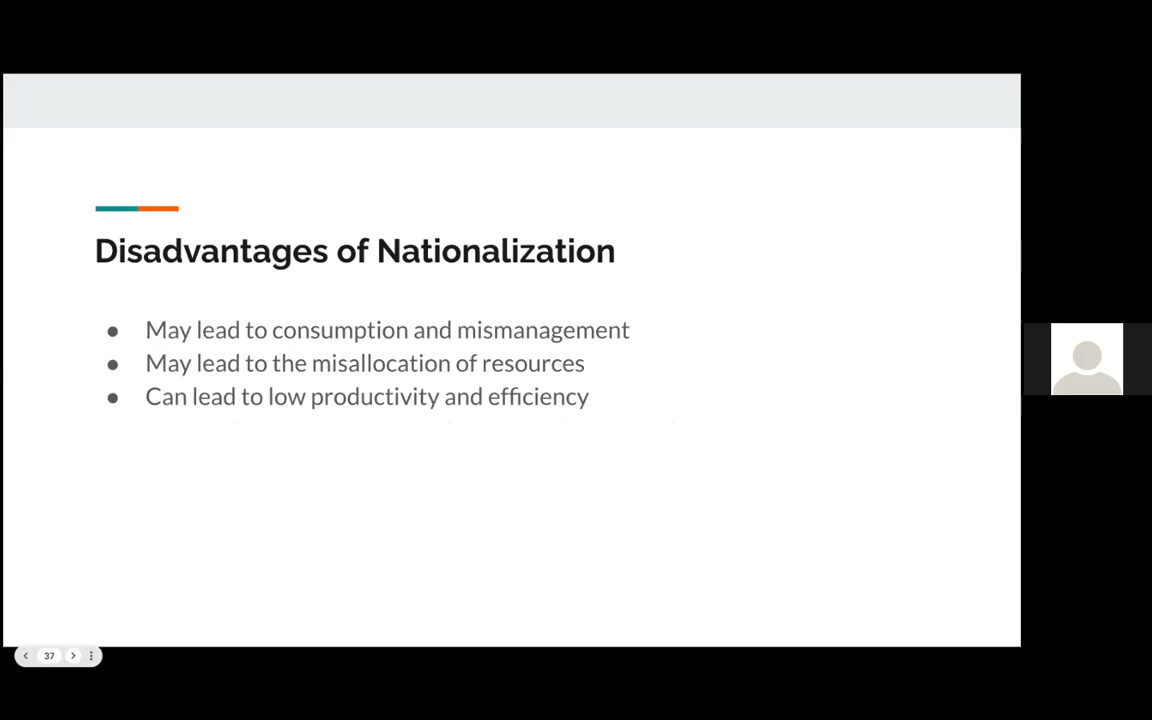 Disadvantages of Nationalization
● May lead to consumption and mismanagement
● May lead to the misallocation of resources
● Can lead to low productivity and efficiency
37